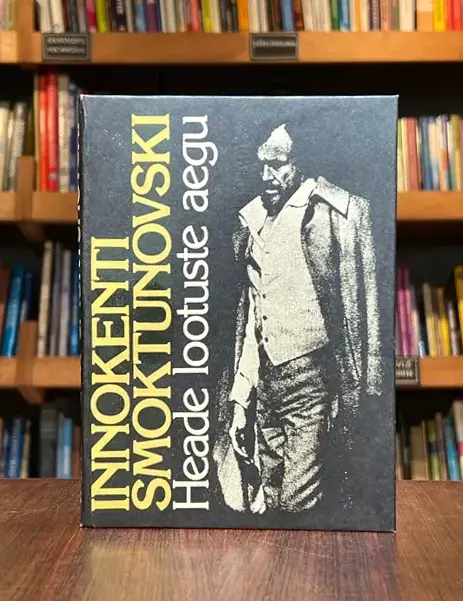 INNOKENTI
SMOKTUNOVSKI
Heade lootuste aegu